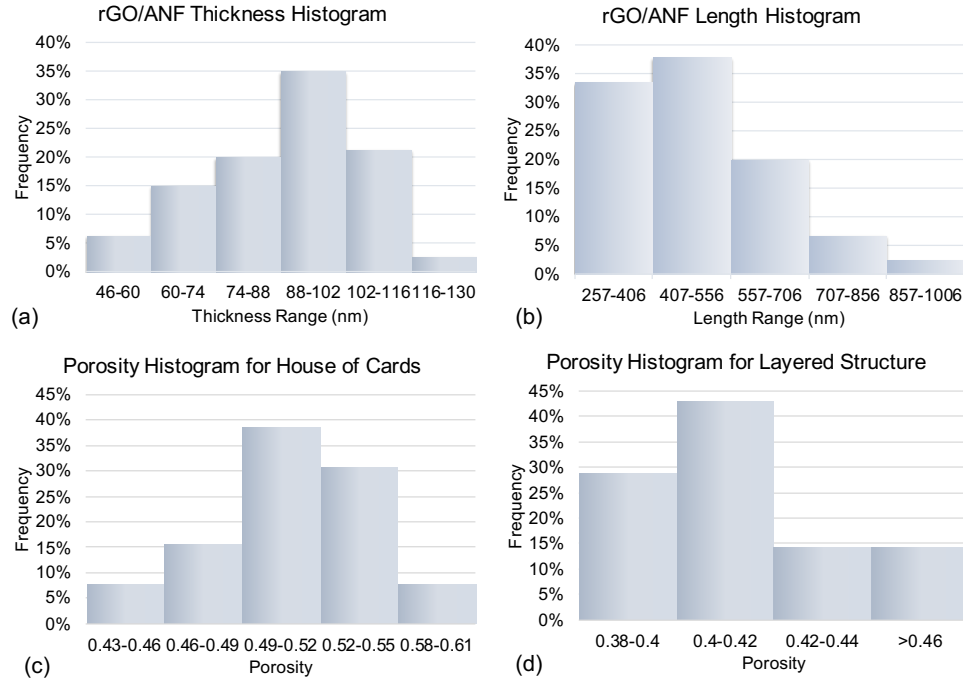 rGO/ANF Thickness Histogram
40%
35%
30%
25%
20%
15%
10%
5%
0%
Frequency
46-60 60-74 74-88 88-102 102-116 116-130
Thickness Range (nm)
(a)
rGO/ANF Length Histogram
40%
35%
30%
25%
20%
15%
10%
5%
0%
Frequency
257-406 407-556 557-706 707-856 857-1006
Length Range (nm)
(b)
Porosity Histogram for House of Cards
45%
40%
35%
30%
25%
20%
15%
10%
5%
0%
Frequency
0.43-0.46 0.46-0.49 0.49-0.52 0.52-0.55 0.58-0.61
Porosity
(c)
Porosity Histogram for Layered Structure
45%
40%
35%
30%
25%
20%
15%
10%
5%
0%
Frequency
0.38-0.4 0.4-0.42 0.42-0.44 >0.46
Porosity
(d)